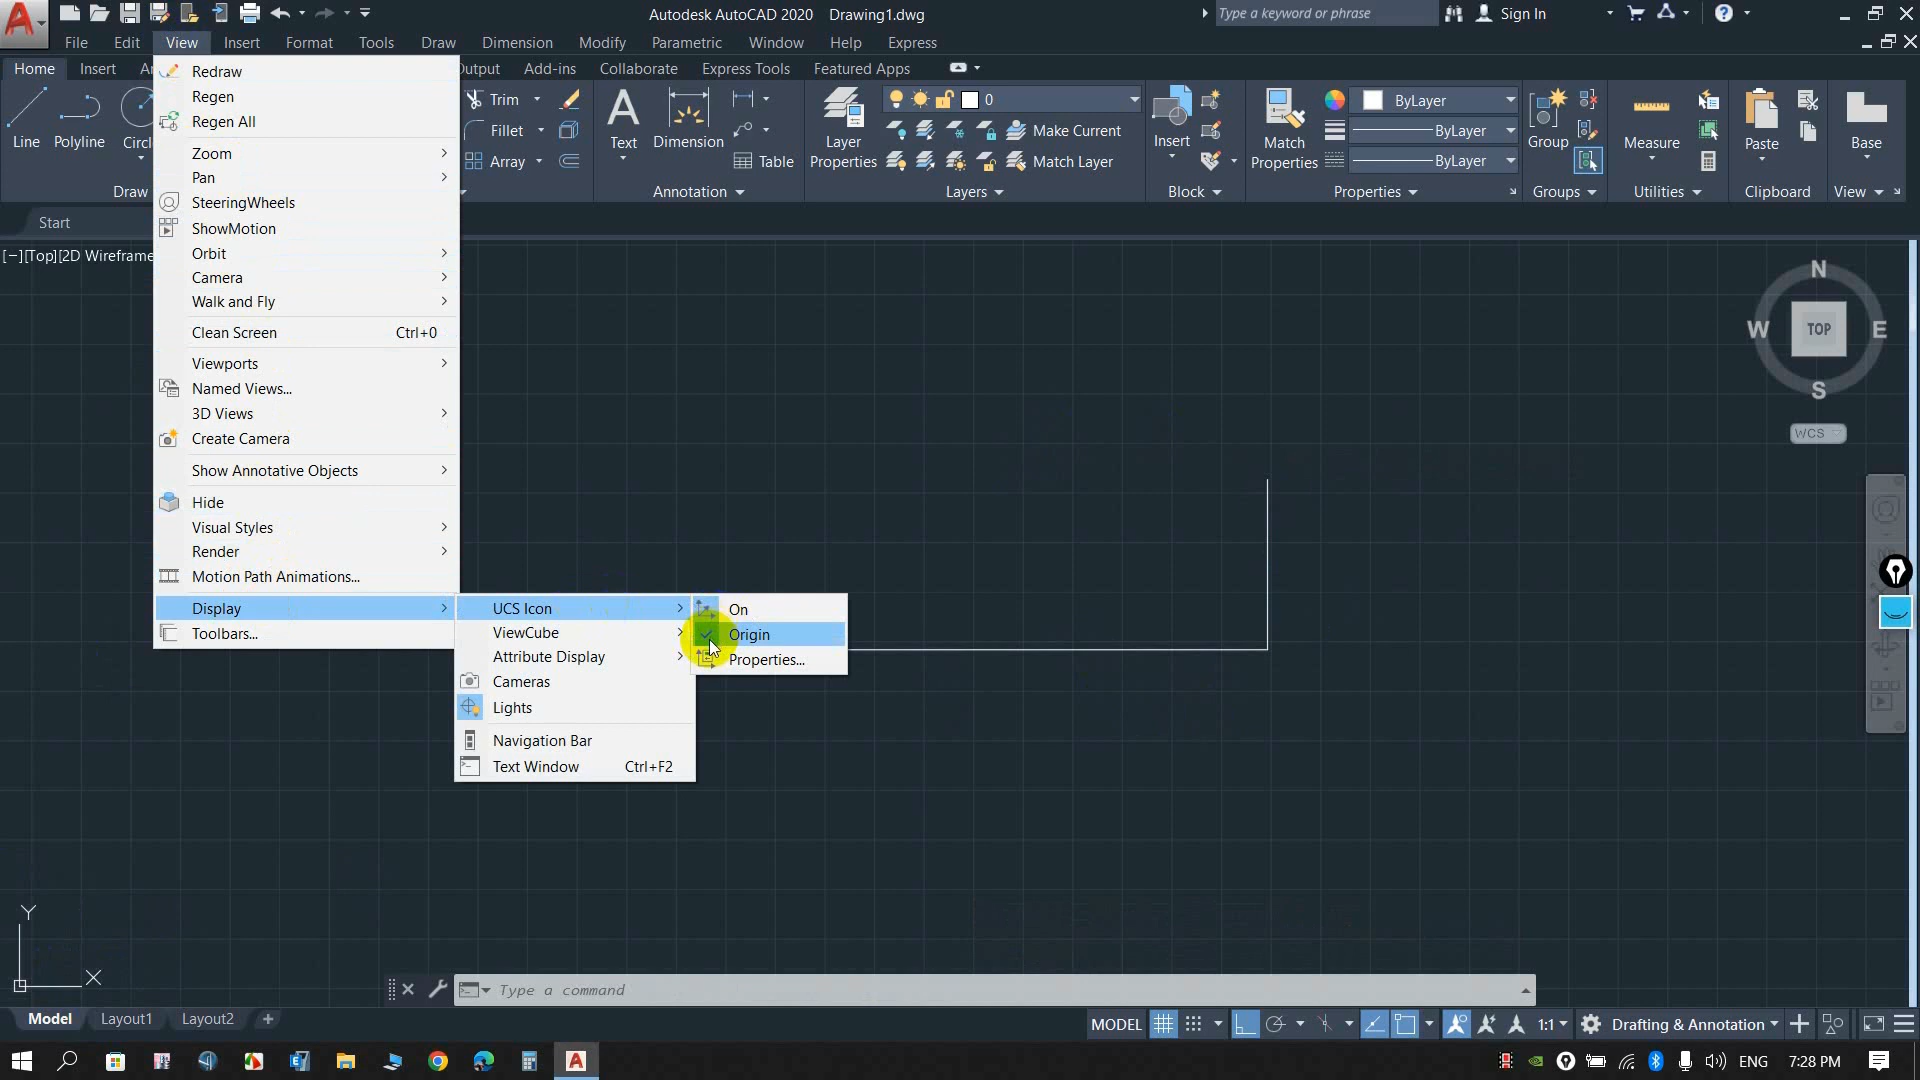 Autodesk AutoCAD 2020 Drawing1.dwg
Type a keyword or phrase
Sign In
File Edit View Insert Format Tools Draw Dimension Modify Parametric Window Help Express
Home Insert Output Add-ins Collaborate Express Tools Featured Apps
Line
Polyline
Draw
Trim
Fillet
Array
Text
Dimension
Table
Annotation
Layer
Properties
0
Make Current
Match Layer
Layers
Insert
Block
Match
Properties
ByLayer
ByLayer
ByLayer
Properties
Group
Groups
Measure
Utilities
Paste
Clipboard
Base
View
Start
[−][Top][2D Wireframe
Redraw
Regen
Regen All
Zoom
Pan
SteeringWheels
ShowMotion
Orbit
Camera
Walk and Fly
Clean Screen Ctrl+0
Viewports
Named Views...
3D Views
Create Camera
Show Annotative Objects
Hide
Visual Styles
Render
Motion Path Animations...
Display
Toolbars...
UCS Icon
ViewCube
Attribute Display
Cameras
Lights
Navigation Bar
Text Window Ctrl+F2
On
Origin
Properties...
N
W TOP E
S
WCS
Y
X
Type a command
Model Layout1 Layout2
MODEL
1:1
Drafting & Annotation
ENG 7:28 PM